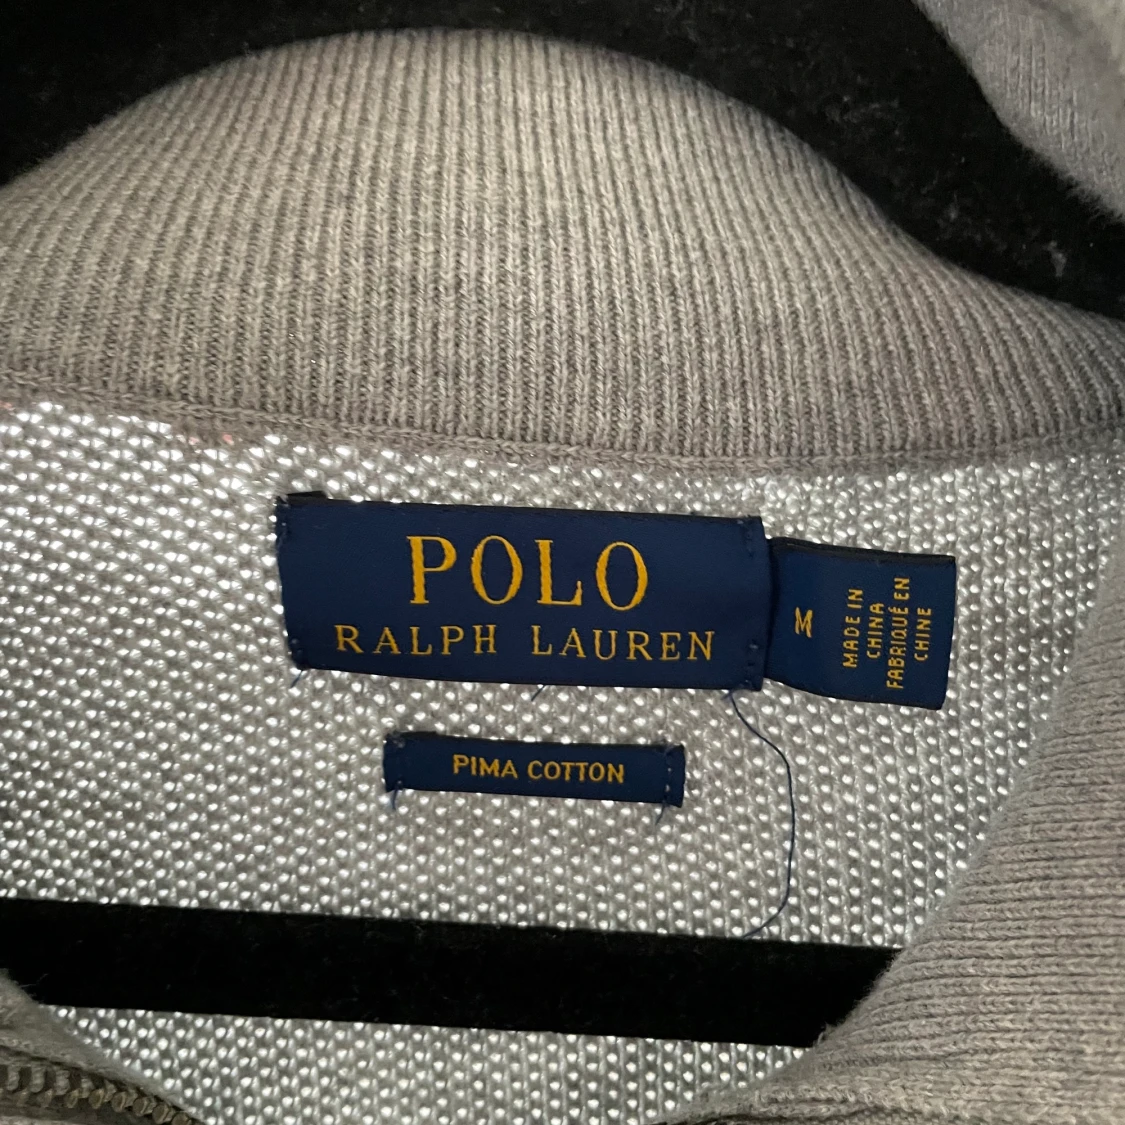 POLO
RALPH LAUREN
M
MADE IN
CHINA
FABRIQUÉ EN
CHINE
PIMA COTTON